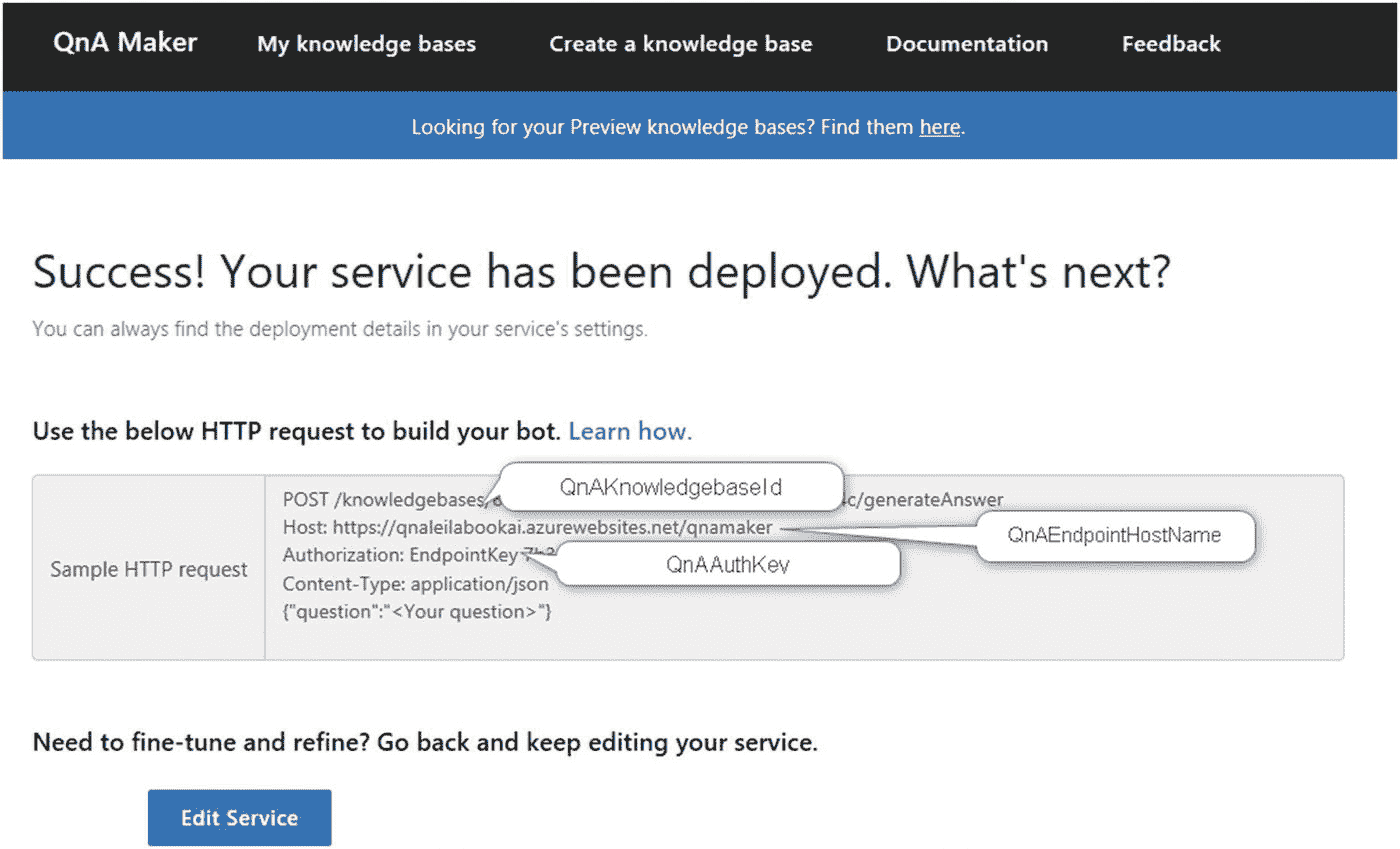 QnA Maker My knowledge bases Create a knowledge base Documentation Feedback
Looking for your Preview knowledge bases? Find them here.
Success! Your service has been deployed. What's next?
You can always find the deployment details in your service's settings.
Use the below HTTP request to build your bot. Learn how.
QnAKnowledgebaseId
POST /knowledgebases/ c/generateAnswer
Host: https://qnaleilabookai.azurewebsites.net/qnamaker
QnAEndpointHostName
Authorization: EndpointKey
QnAAuthKey
Sample HTTP request
Content-Type: application/json
{"question":"<Your question>"}
Need to fine-tune and refine? Go back and keep editing your service.
Edit Service